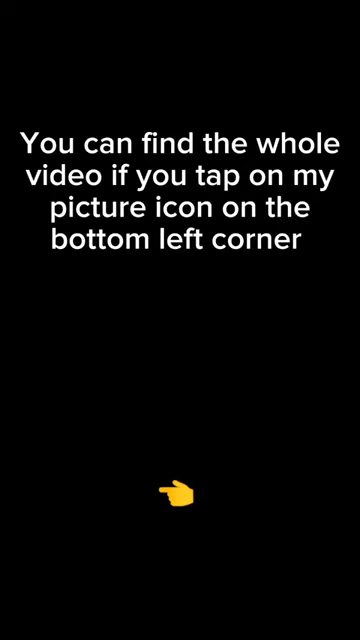 You can find the whole
video if you tap on my
picture icon on the
bottom left corner